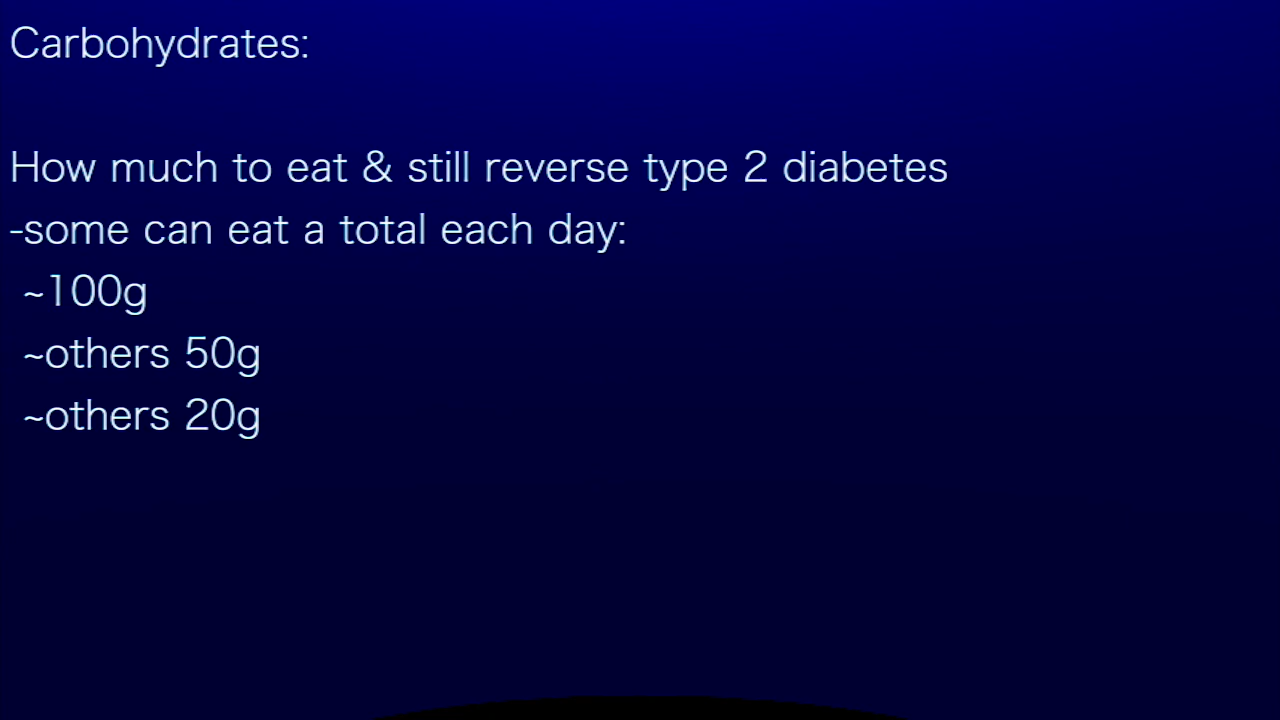 Carbohydrates:
How much to eat & still reverse type 2 diabetes
-some can eat a total each day:
~100g
~others 50g
~others 20g